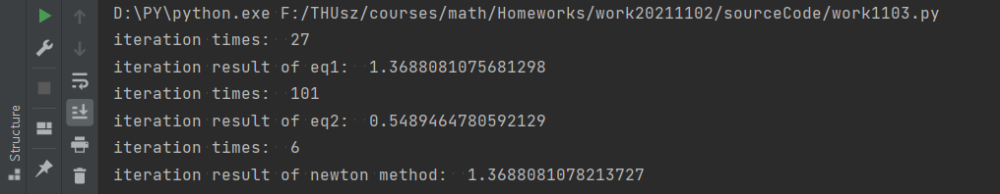 D:\PY\python.exe F:/THUsz/courses/math/Homeworks/work20211102/sourceCode/work1103.py
iteration times:  27
iteration result of eq1:  1.3688081075681298
iteration times:  101
iteration result of eq2:  0.5489464780592129
iteration times:  6
iteration result of newton method:  1.3688081078213727
Structure